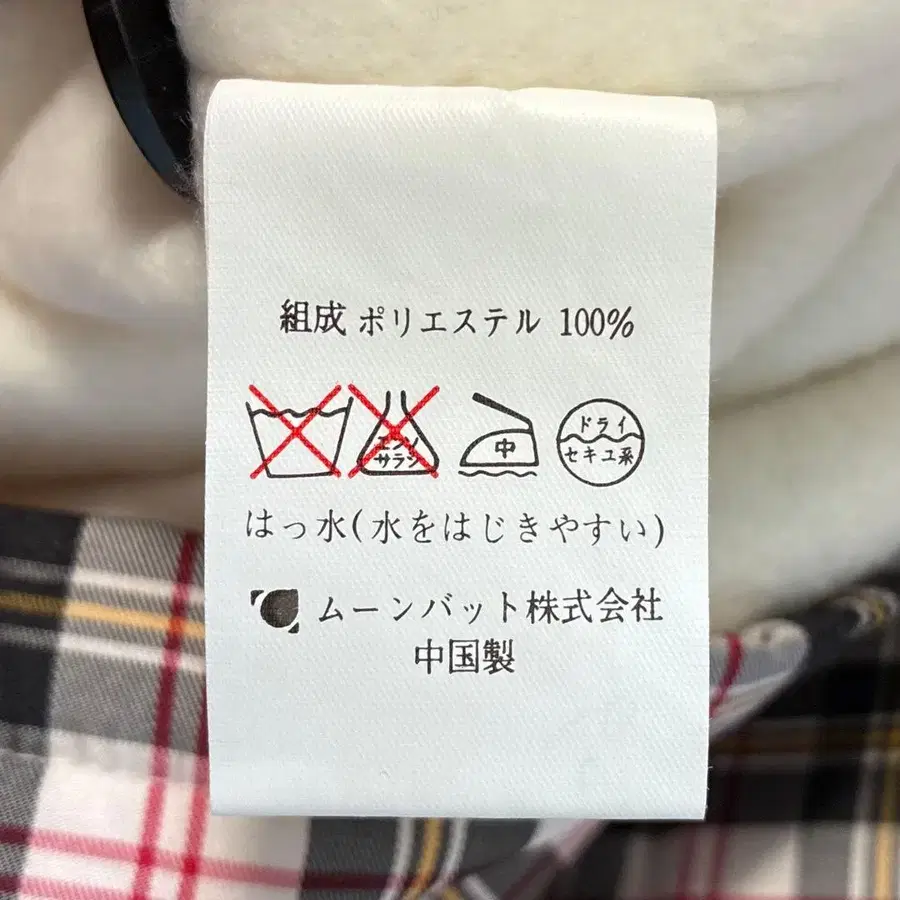 組成 ポリエステル 100%
エンソ
サラシ
中
ドライ
セキユ系
はっ水(水をはじきやすい)
ムーンバット株式会社
中国製